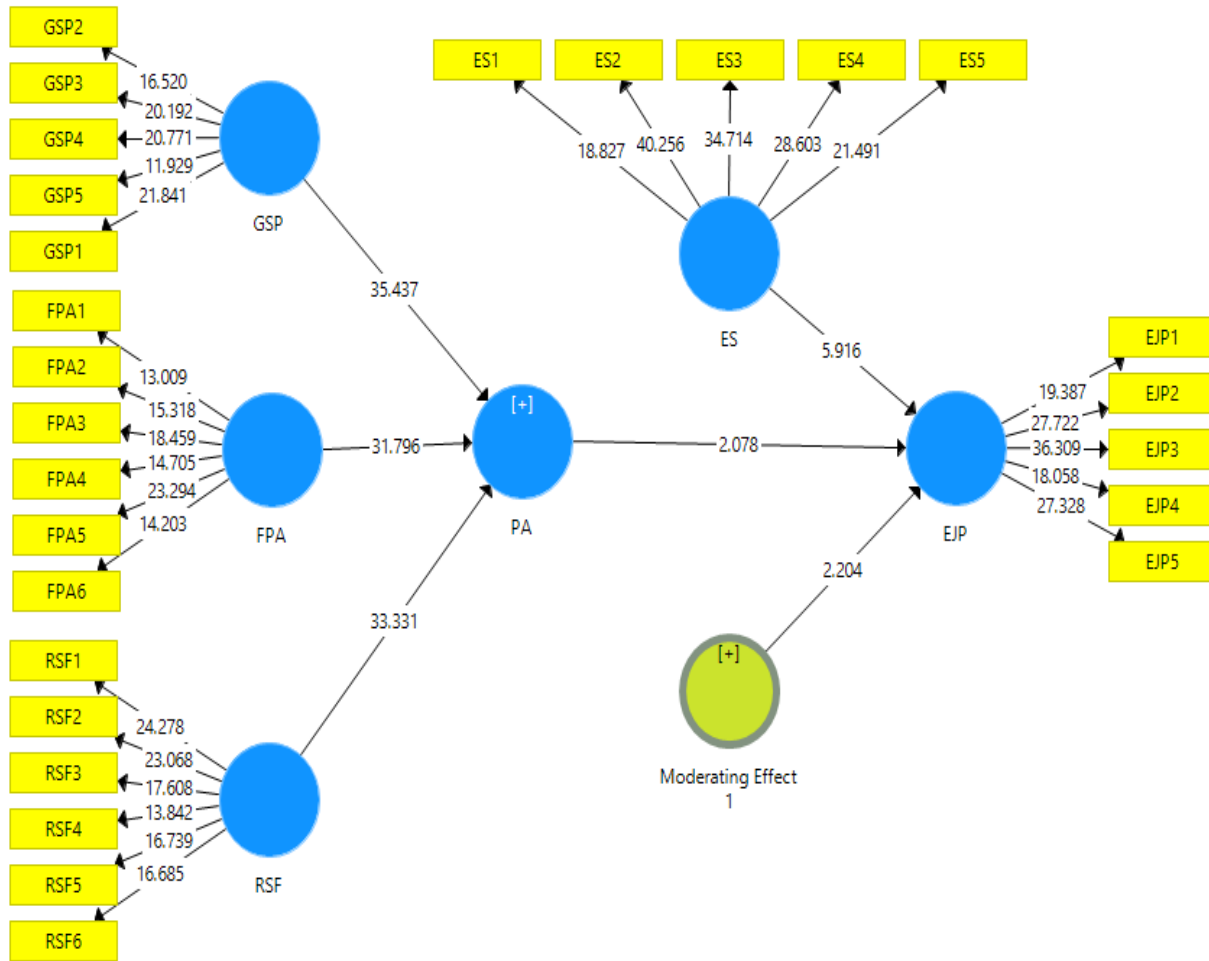 GSP2
GSP3
GSP4
GSP5
GSP1
16.520
20.192
20.771
11.929
21.841
GSP
FPA1
FPA2
FPA3
FPA4
FPA5
FPA6
13.009
15.318
18.459
14.705
23.294
14.203
FPA
RSF1
RSF2
RSF3
RSF4
RSF5
RSF6
24.278
23.068
17.608
13.842
16.739
16.685
RSF
35.437
31.796
33.331
[+]
PA
ES1 ES2 ES3 ES4 ES5
18.827 40.256 34.714 28.603 21.491
ES
5.916
2.078
2.204
[+]
Moderating Effect
1
EJP
19.387
27.722
36.309
18.058
27.328
EJP1
EJP2
EJP3
EJP4
EJP5